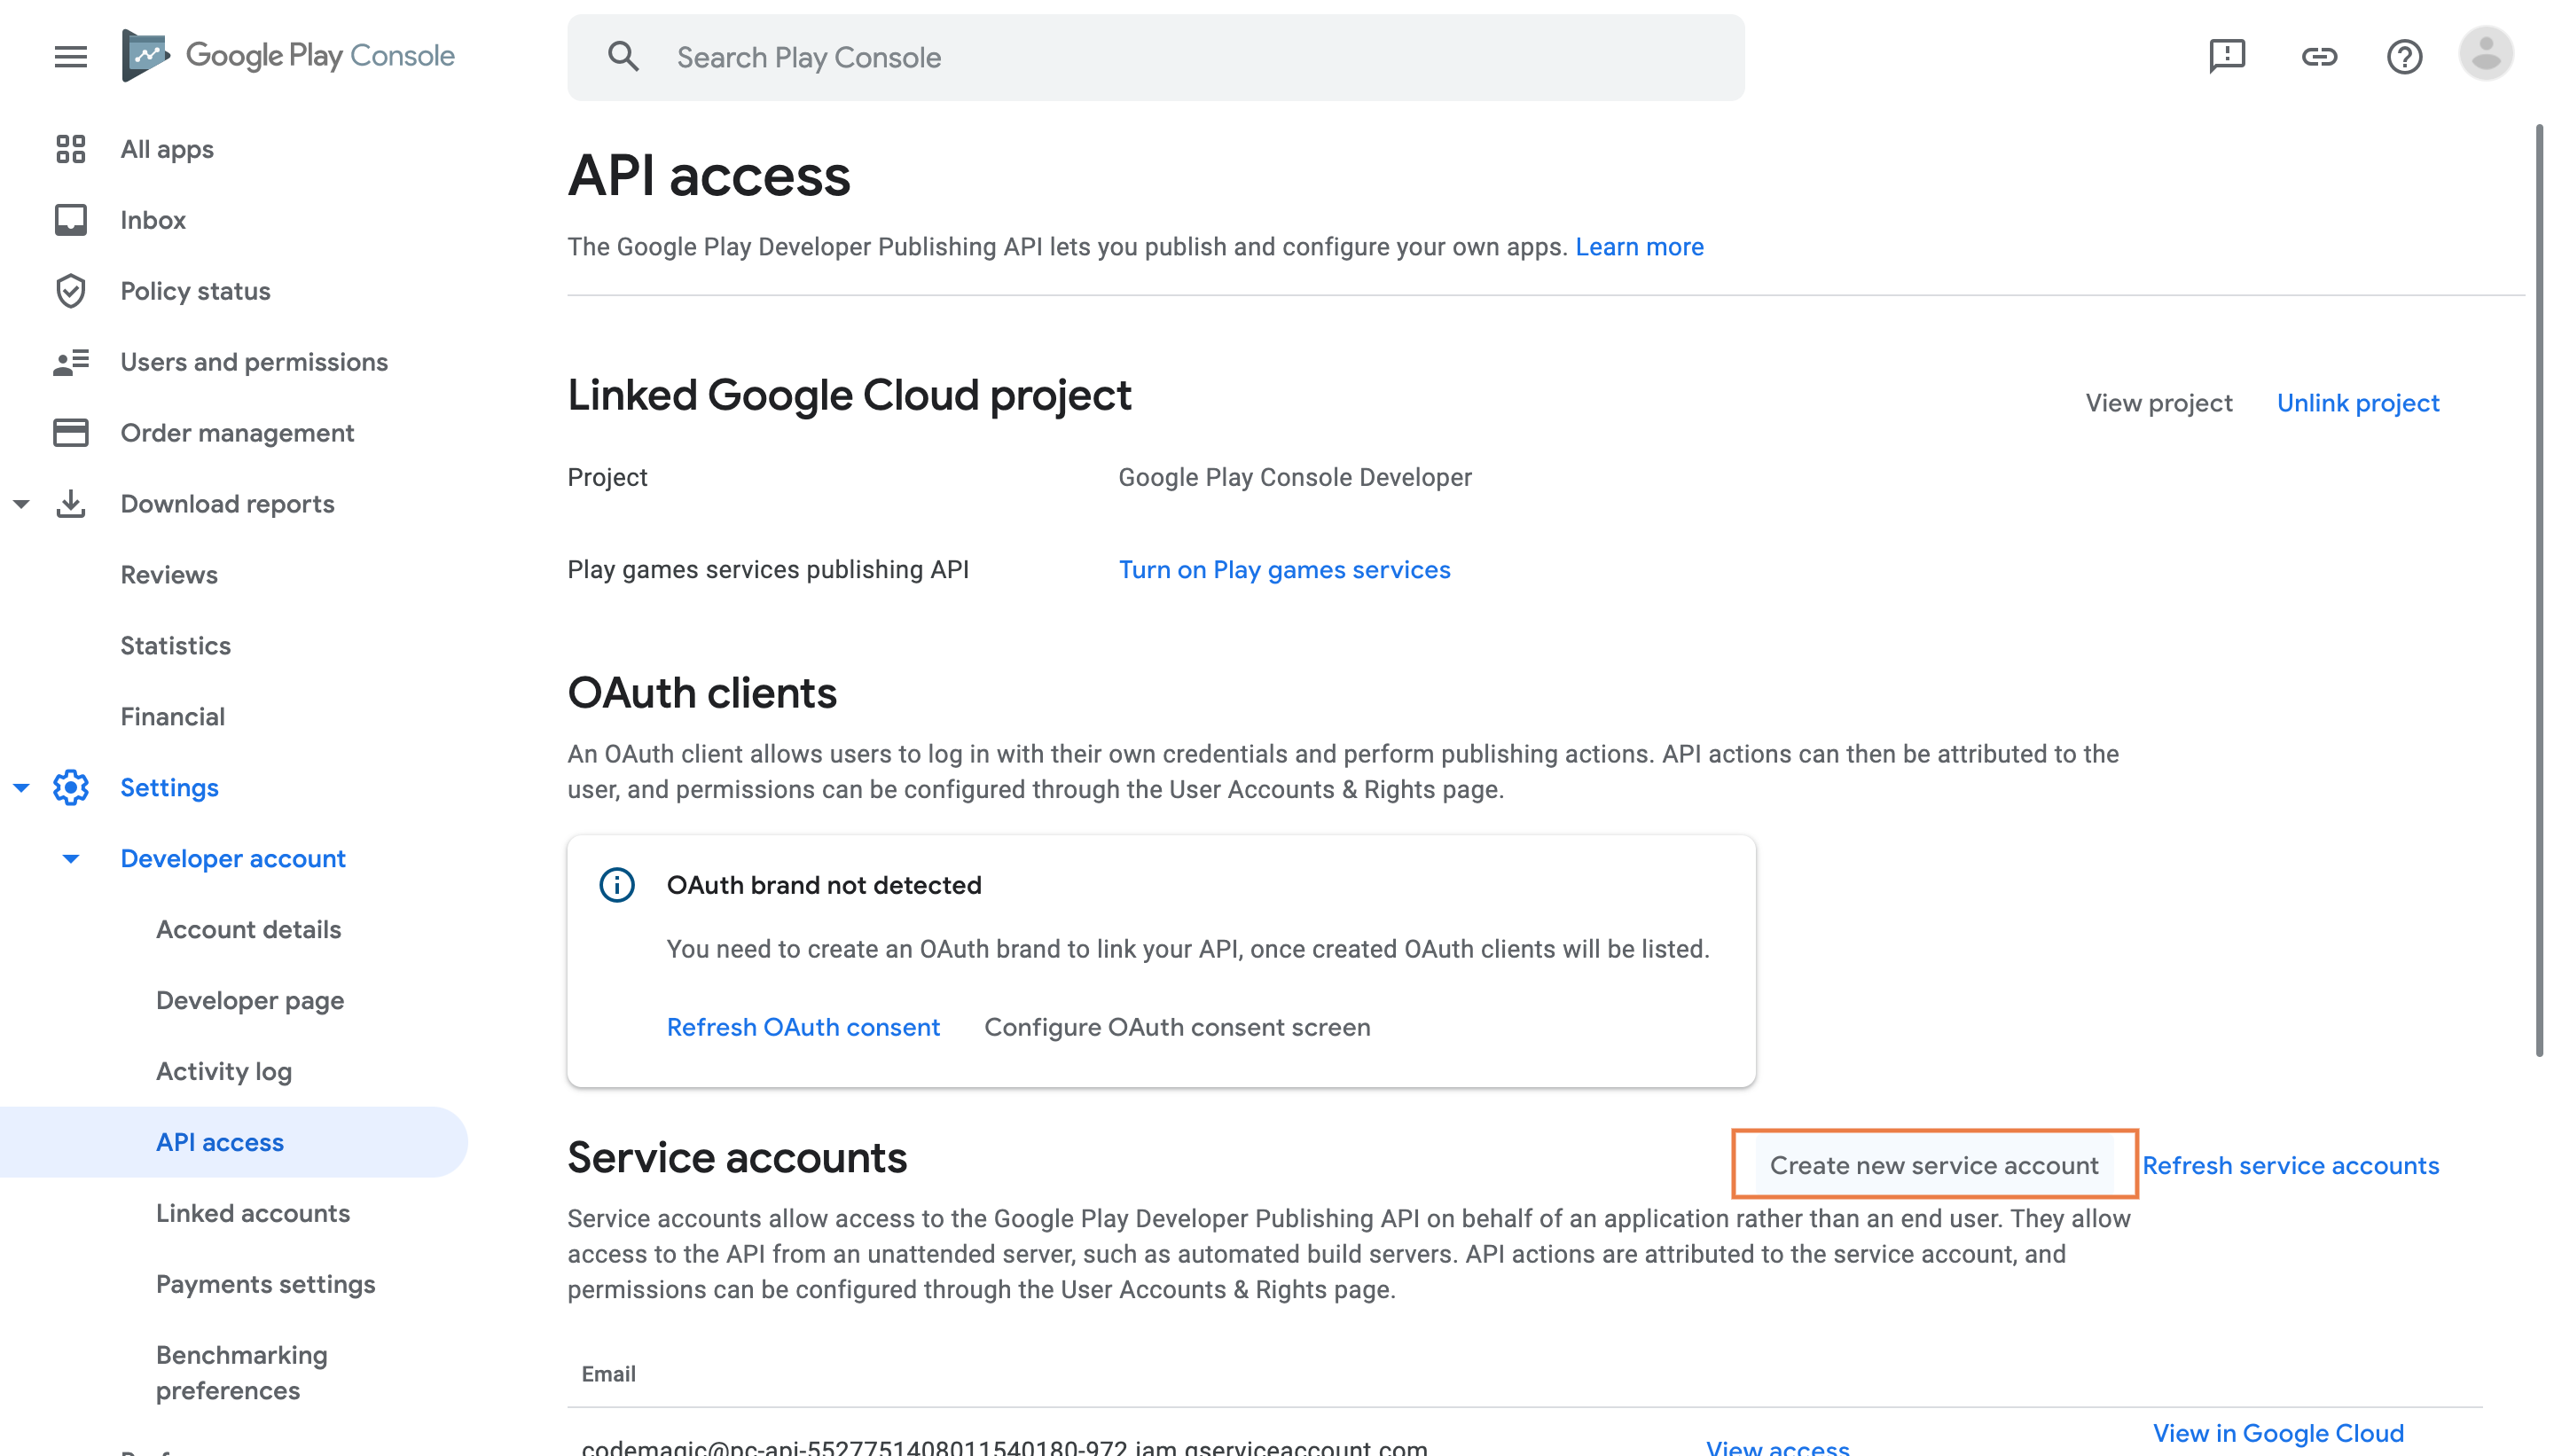 Google Play Console
Search Play Console
All apps
Inbox
Policy status
Users and permissions
Order management
Download reports
Reviews
Statistics
Financial
Settings
Developer account
Account details
Developer page
Activity log
API access
Linked accounts
Payments settings
Benchmarking
preferences
API access
The Google Play Developer Publishing API lets you publish and configure your own apps. Learn more
Linked Google Cloud project
View project Unlink project
Project Google Play Console Developer
Play games services publishing API Turn on Play games services
OAuth clients
An OAuth client allows users to log in with their own credentials and perform publishing actions. API actions can then be attributed to the
user, and permissions can be configured through the User Accounts & Rights page.
OAuth brand not detected
You need to create an OAuth brand to link your API, once created OAuth clients will be listed.
Refresh OAuth consent Configure OAuth consent screen
Service accounts
Create new service account Refresh service accounts
Service accounts allow access to the Google Play Developer Publishing API on behalf of an application rather than an end user. They allow
access to the API from an unattended server, such as automated build servers. API actions are attributed to the service account, and
permissions can be configured through the User Accounts & Rights page.
Email
codemagic@pc-api-5527751408011540180-972.iam.gserviceaccount.com View access View in Google Cloud